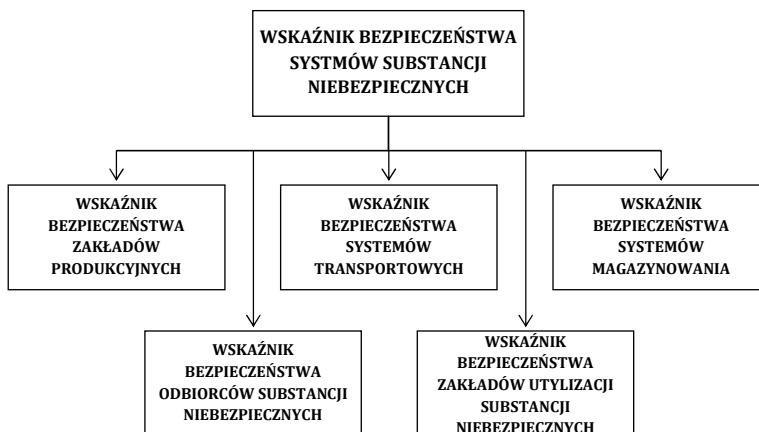 WSKAŹNIK BEZPIECZEŃSTWA
SYSTMÓW SUBSTANCJI
NIEBEZPIECZNYCH
WSKAŹNIK
BEZPIECZEŃSTWA
ZAKŁADÓW
PRODUKCYJNYCH
WSKAŹNIK
BEZPIECZEŃSTWA
SYSTEMÓW
TRANSPORTOWYCH
WSKAŹNIK
BEZPIECZEŃSTWA
SYSTEMÓW
MAGAZYNOWANIA
WSKAŹNIK
BEZPIECZEŃSTWA
ODBIORCÓW SUBSTANCJI
NIEBEZPIECZNYCH
WSKAŹNIK
BEZPIECZEŃSTWA
ZAKŁADÓW UTYLIZACJI
SUBSTANCJI
NIEBEZPIECZNYCH